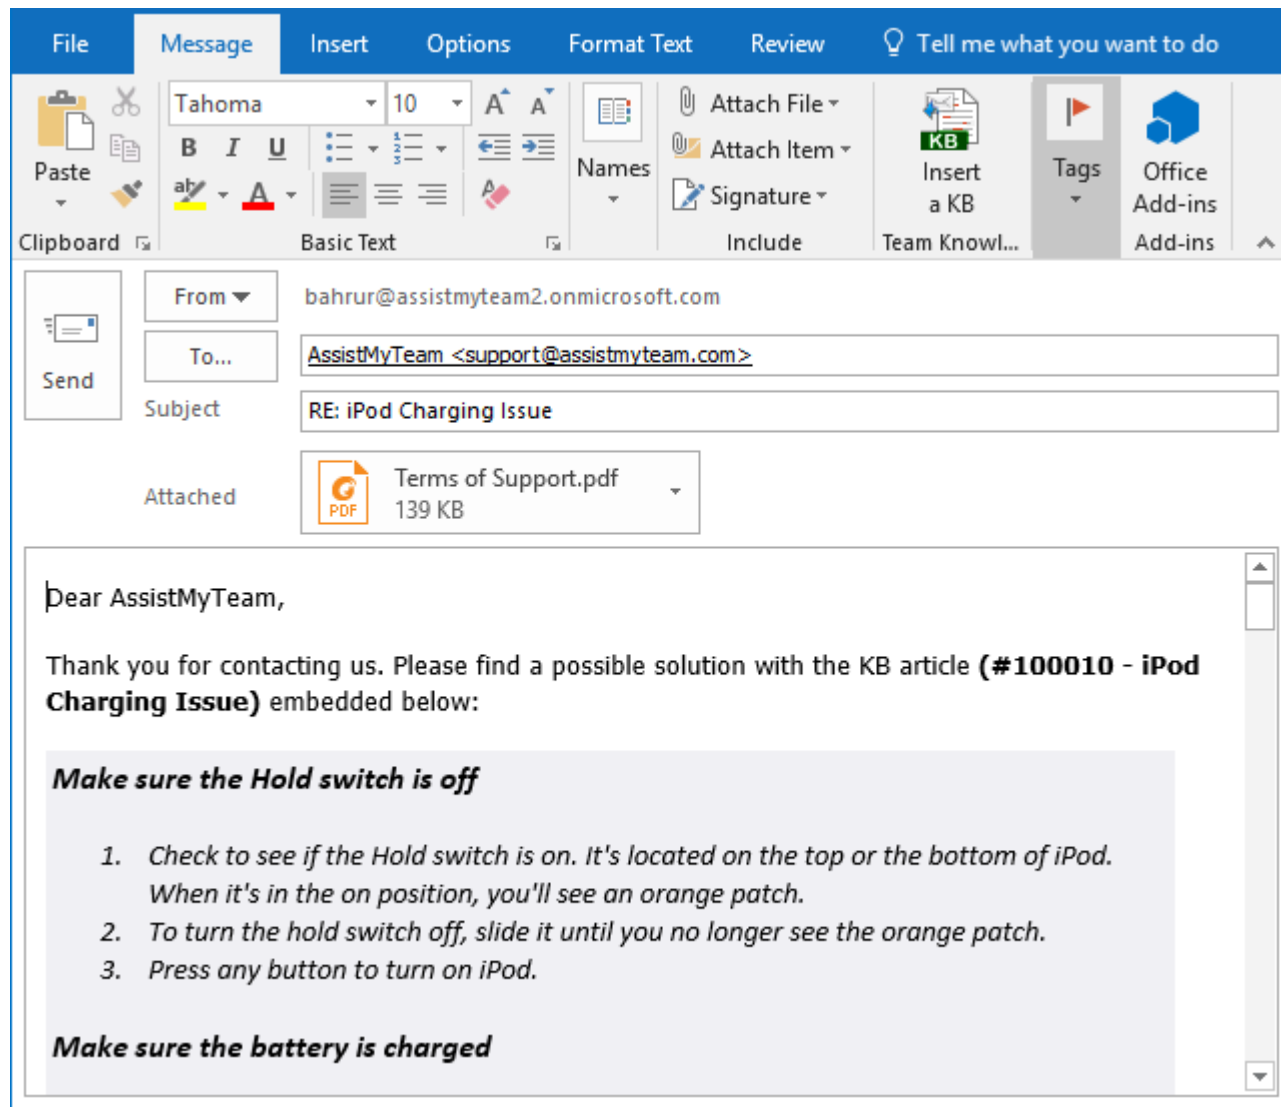 File Message Insert Options Format Text Review Tell me what you want to do
Tahoma 10 A A
Attach File
KB
B I U
1 2 3
Attach Item
Paste
Names
Insert
a KB
Tags
Office
Add-ins
ab A
Signature
Clipboard Basic Text Include Team Knowl... Add-ins
From bahrur@assistmyteam2.onmicrosoft.com
To... AssistMyTeam <support@assistmyteam.com>
Send
Subject RE: iPod Charging Issue
Attached
PDF
Terms of Support.pdf
139 KB
Dear AssistMyTeam,
Thank you for contacting us. Please find a possible solution with the KB article (#100010 - iPod
Charging Issue) embedded below:
Make sure the Hold switch is off
1. Check to see if the Hold switch is on. It's located on the top or the bottom of iPod.
When it's in the on position, you'll see an orange patch.
2. To turn the hold switch off, slide it until you no longer see the orange patch.
3. Press any button to turn on iPod.
Make sure the battery is charged